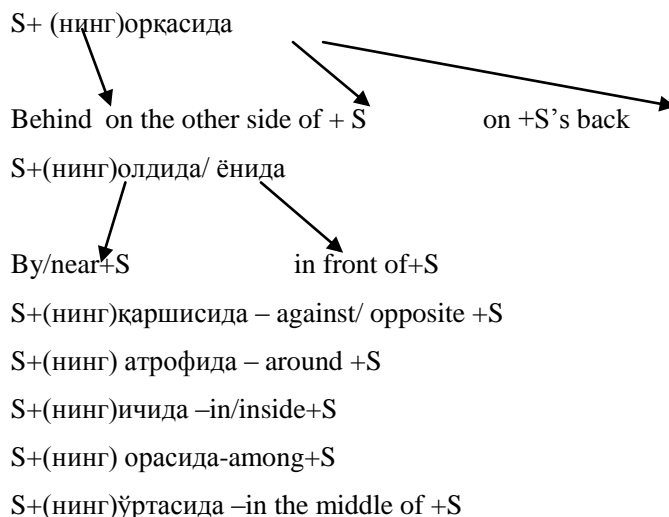 S+ (нинг)орқасида
Behind on the other side of + S on +S’s back
S+(нинг)олдида/ ёнида
By/near+S in front of+S
S+(нинг)қаршисида – against/ opposite +S
S+(нинг) атрофида – around +S
S+(нинг)ичида –in/inside+S
S+(нинг) орасида-among+S
S+(нинг)ўртасида –in the middle of +S